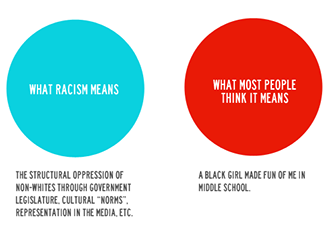 WHAT RACISM MEANS
THE STRUCTURAL OPPRESSION OF
NON-WHITES THROUGH GOVERNMENT
LEGISLATURE, CULTURAL “NORMS”,
REPRESENTATION IN THE MEDIA, ETC.
WHAT MOST PEOPLE
THINK IT MEANS
A BLACK GIRL MADE FUN OF ME IN
MIDDLE SCHOOL.